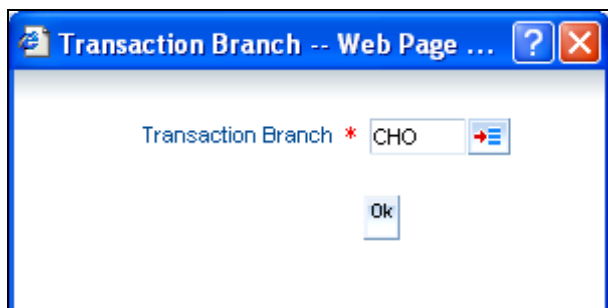 Transaction Branch -- Web Page ...
Transaction Branch * CHO
Ok